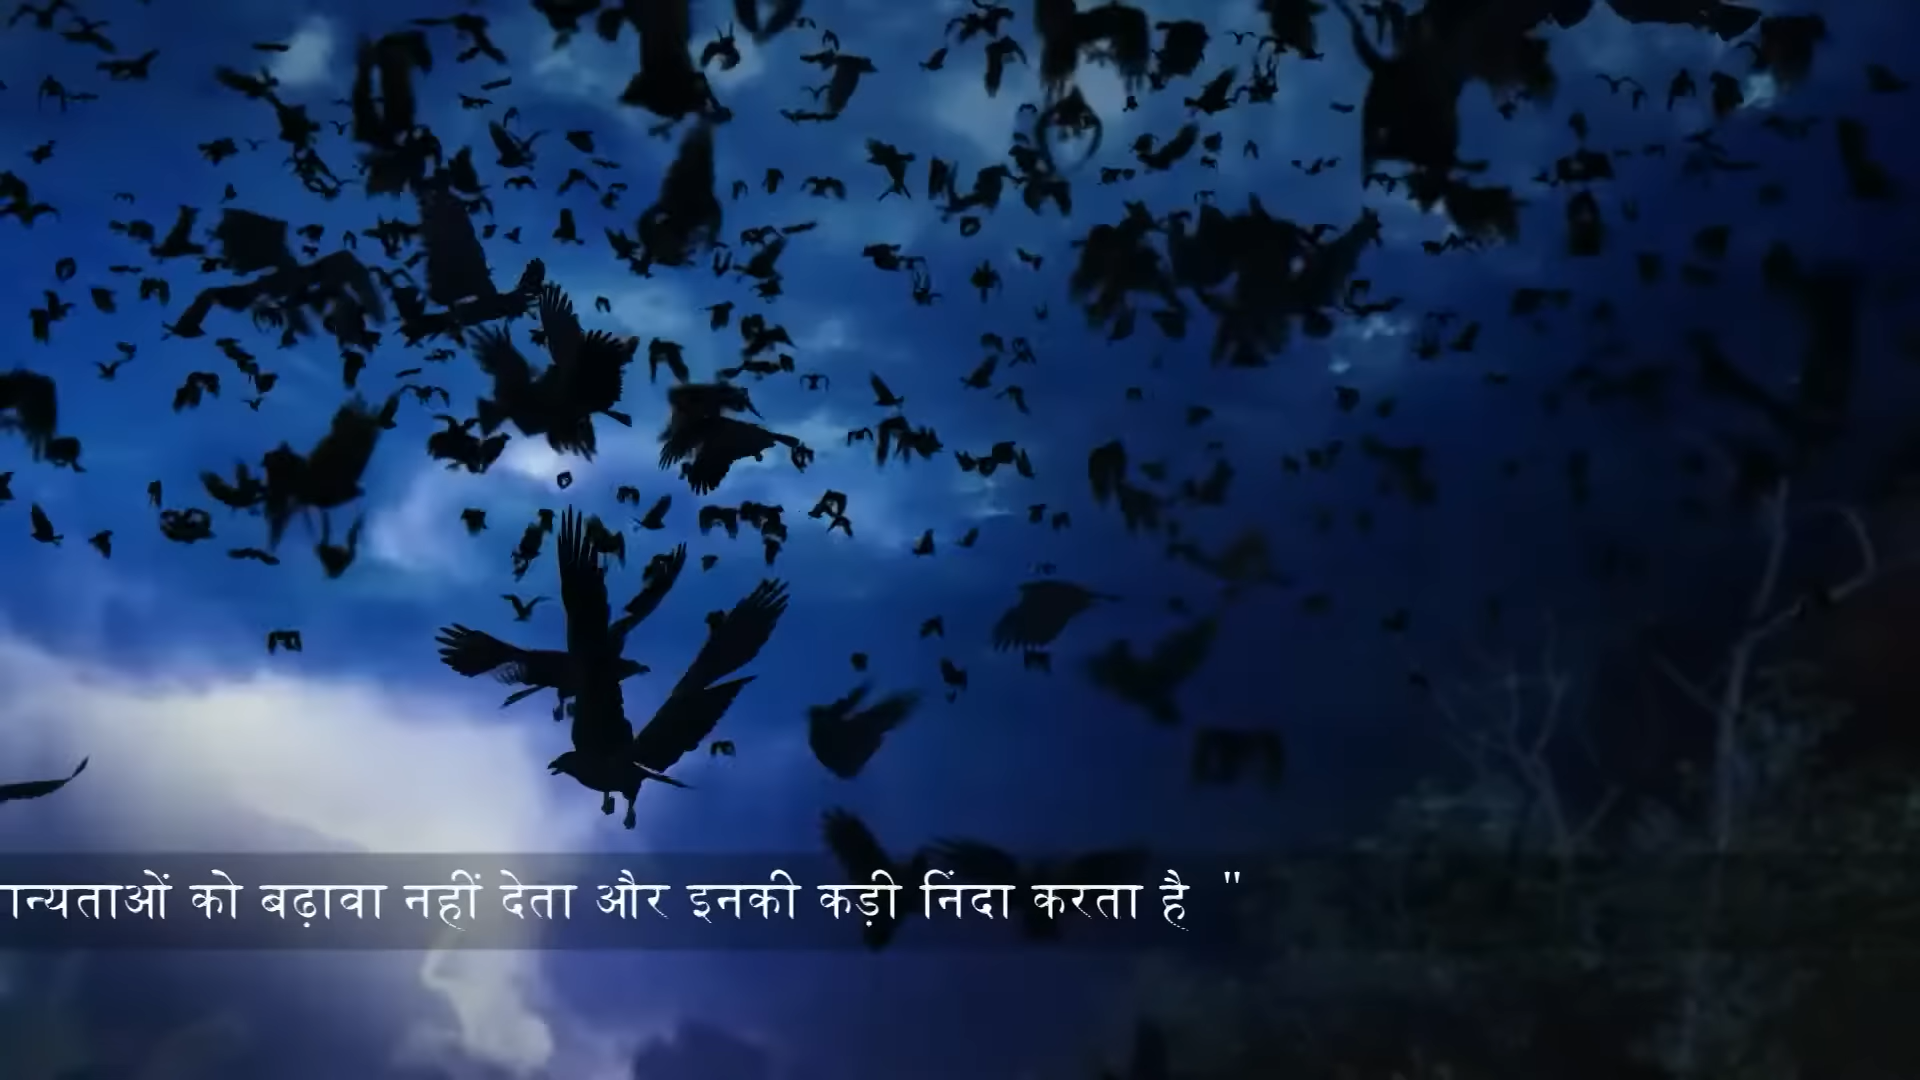 ान्यताओं को बढ़ावा नहीं देता और इनकी कड़ी निंदा करता है "